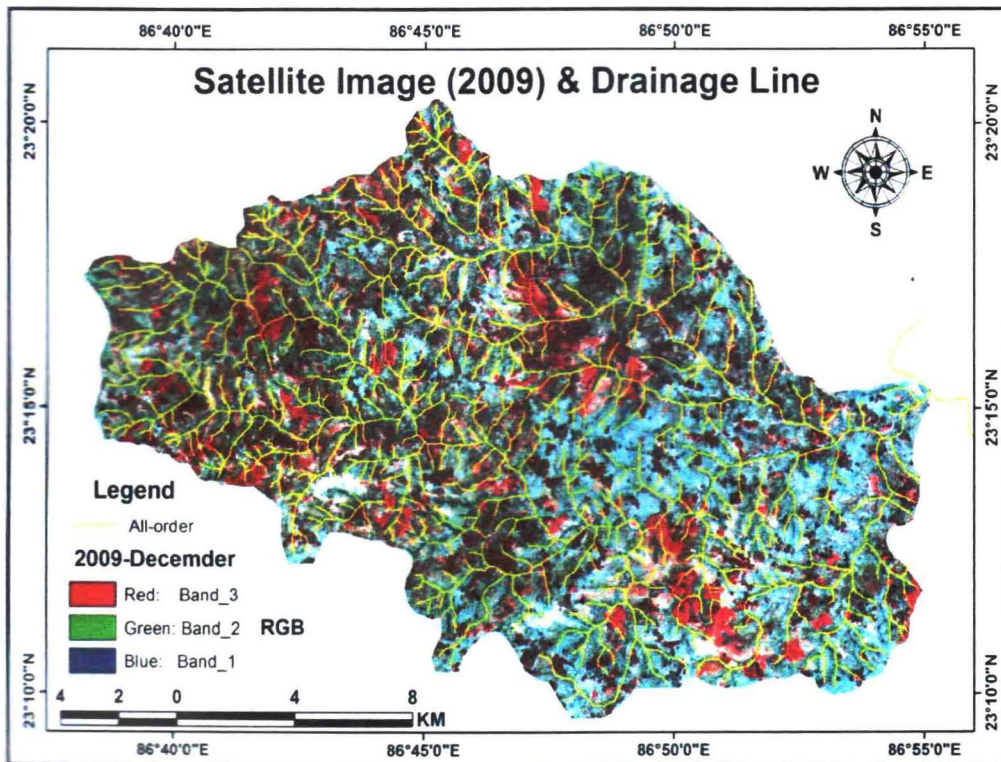 86°40'0"E 86°45'0"E 86°50'0"E 86°55'0"E
Satellite Image (2009) & Drainage Line
23°20'0"N 23°20'0"N
N
W E
S
23°15'0"N 23°15'0"N
Legend
All-order
2009-Decemder
Red: Band_3
Green: Band_2 RGB
Blue: Band_1
23°10'0"N 23°10'0"N
4 2 0 4 8
KM
86°40'0"E 86°45'0"E 86°50'0"E 86°55'0"E